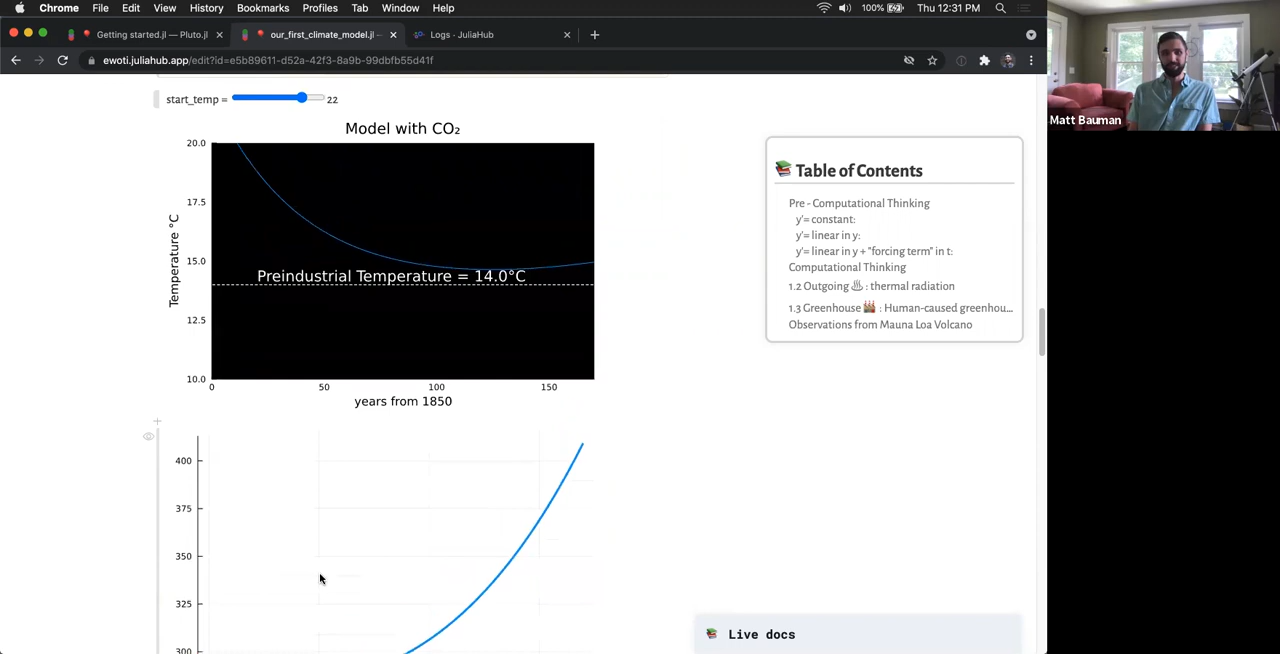 Chrome File Edit View History Bookmarks Profiles Tab Window Help 100% Thu 12:31 PM
Getting started.jl — Pluto.jl our_first_climate_model.jl - Logs - JuliaHub
ewoti.juliahub.app/edit?id=e5b89611-d52a-42f3-8a9b-99dbfb55d41f
Matt Bauman
start_temp = 22
Model with CO₂
20.0
17.5
15.0
12.5
10.0
Temperature °C
Preindustrial Temperature = 14.0°C
0 50 100 150
years from 1850
400
375
350
325
300
📚 Table of Contents
Pre - Computational Thinking
y'= constant:
y'= linear in y:
y'= linear in y + "forcing term" in t:
Computational Thinking
1.2 Outgoing ♨ : thermal radiation
1.3 Greenhouse 🏭 : Human-caused greenhou...
Observations from Mauna Loa Volcano
📚 Live docs